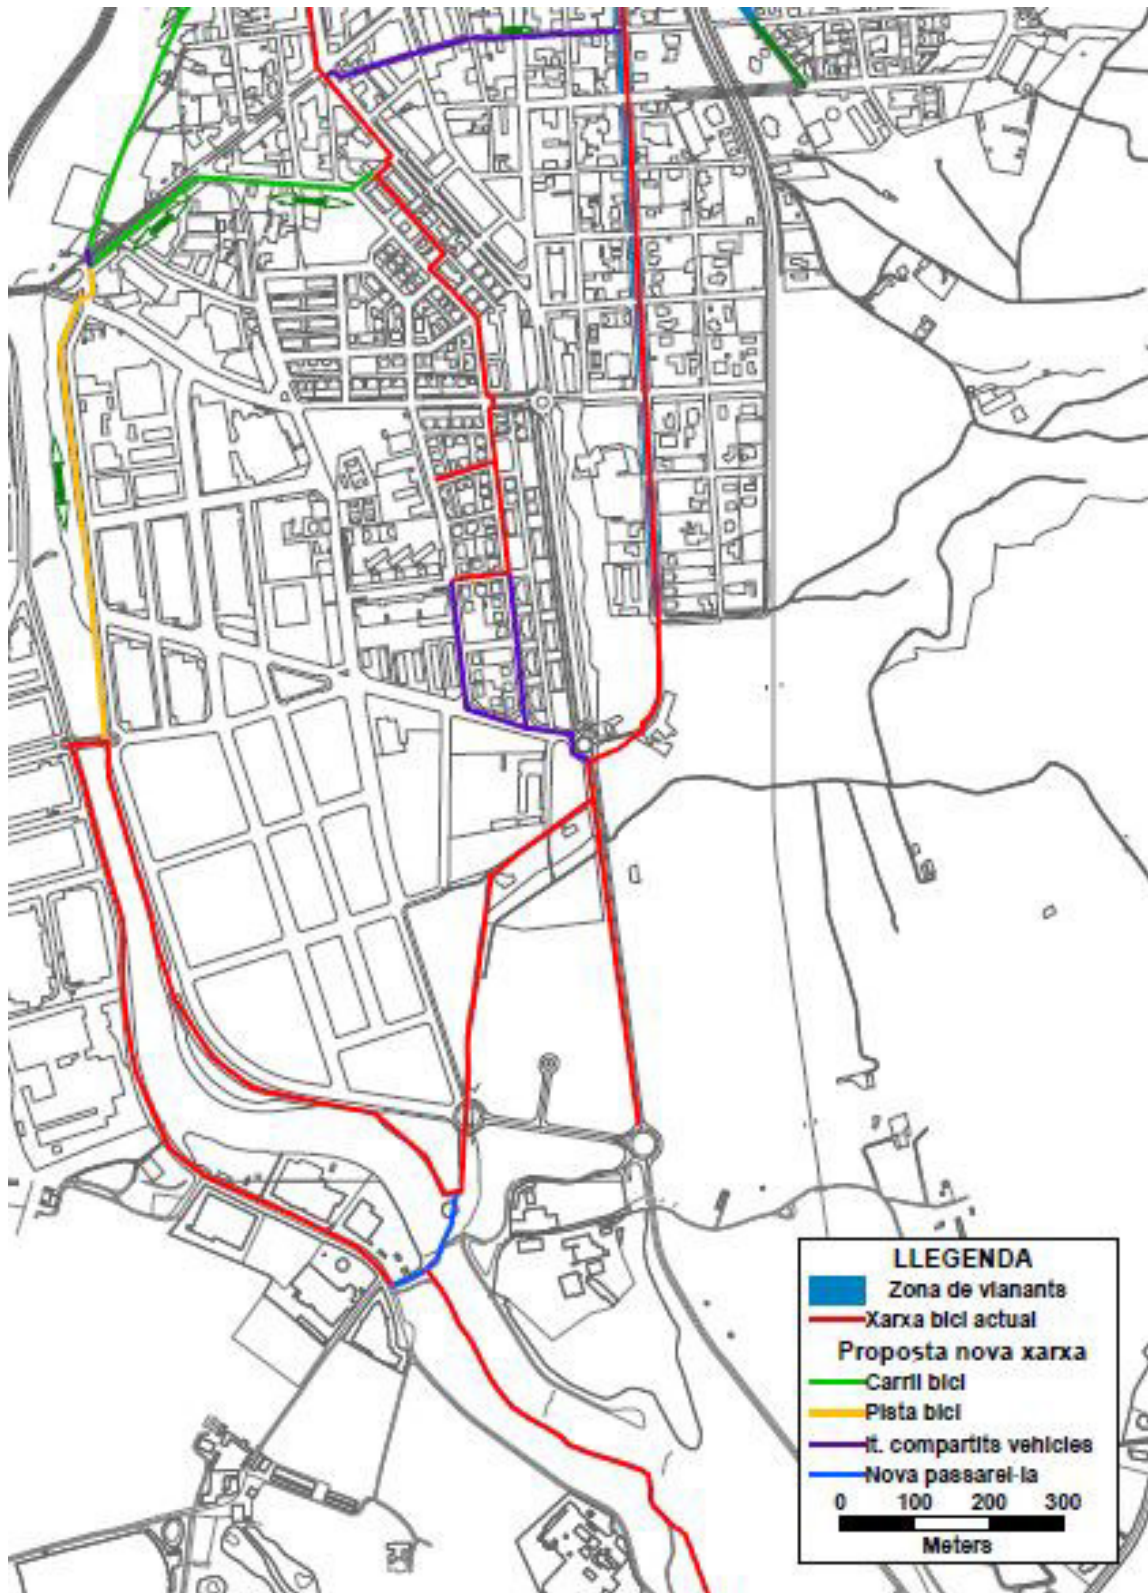 LLEGENDA
Zona de vianants
Xarxa bici actual
Proposta nova xarxa
Carril bici
Pista bici
It. compartits vehicles
Nova passarel·la
0 100 200 300
Meters